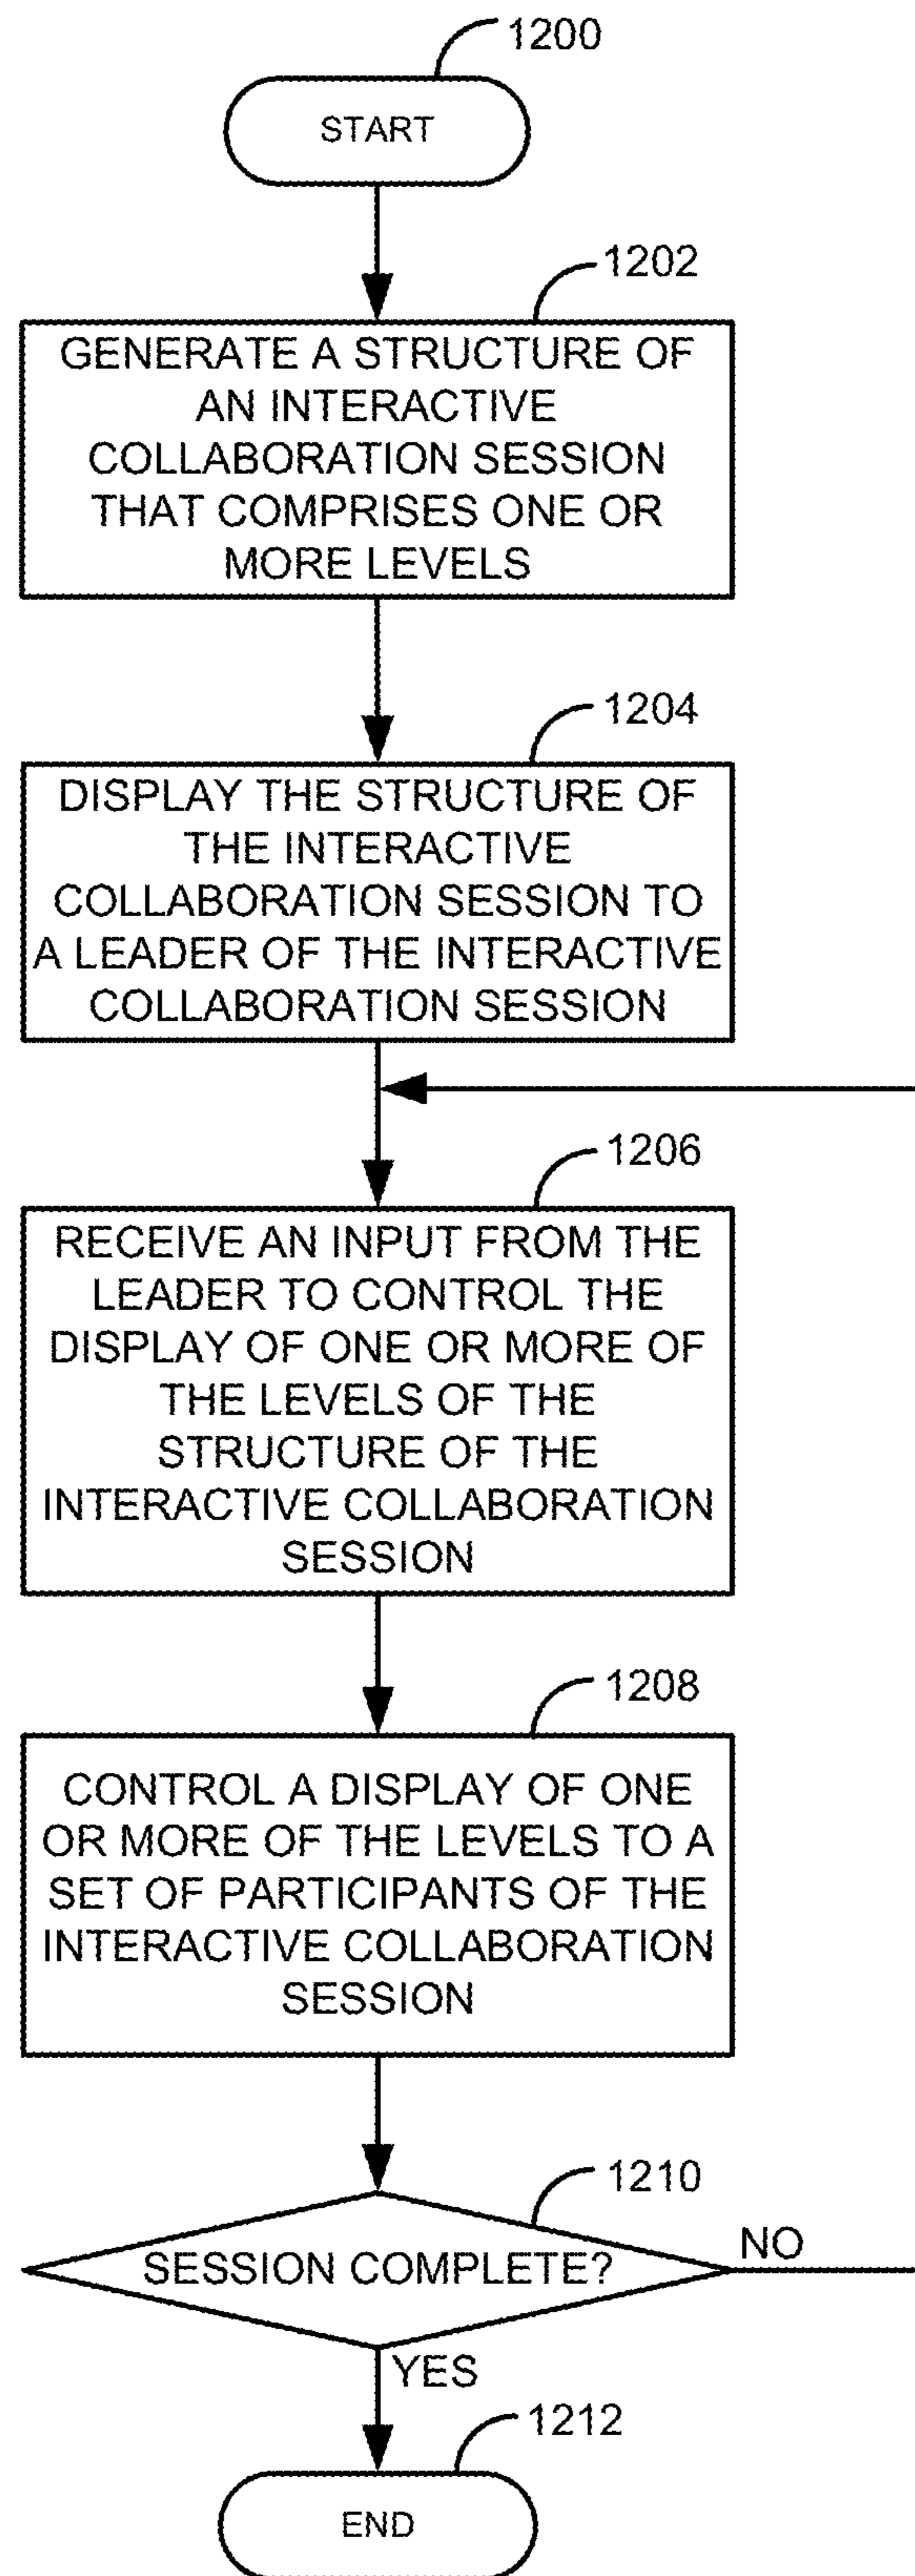 1200
START
1202
GENERATE A STRUCTURE OF
AN INTERACTIVE
COLLABORATION SESSION
THAT COMPRISES ONE OR
MORE LEVELS
1204
DISPLAY THE STRUCTURE OF
THE INTERACTIVE
COLLABORATION SESSION TO
A LEADER OF THE INTERACTIVE
COLLABORATION SESSION
1206
RECEIVE AN INPUT FROM THE
LEADER TO CONTROL THE
DISPLAY OF ONE OR MORE OF
THE LEVELS OF THE
STRUCTURE OF THE
INTERACTIVE COLLABORATION
SESSION
1208
CONTROL A DISPLAY OF ONE
OR MORE OF THE LEVELS TO A
SET OF PARTICIPANTS OF THE
INTERACTIVE COLLABORATION
SESSION
1210
SESSION COMPLETE?
NO
YES
1212
END